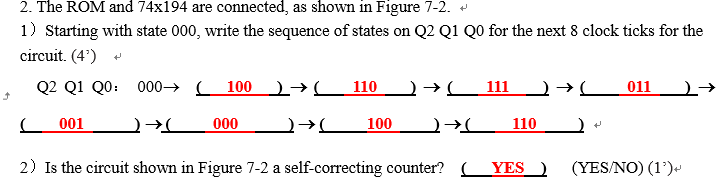 2. The ROM and 74x194 are connected, as shown in Figure 7-2. ↵
1）Starting with state 000, write the sequence of states on Q2 Q1 Q0 for the next 8 clock ticks for the
circuit. (4’) ↵
Q2 Q1 Q0： 000→ ( 100 )→( 110 )→( 111 )→( 011 )→
( 001 )→( 000 )→( 100 )→( 110 ) ↵
2）Is the circuit shown in Figure 7-2 a self-correcting counter? ( YES ) (YES/NO) (1’)↵